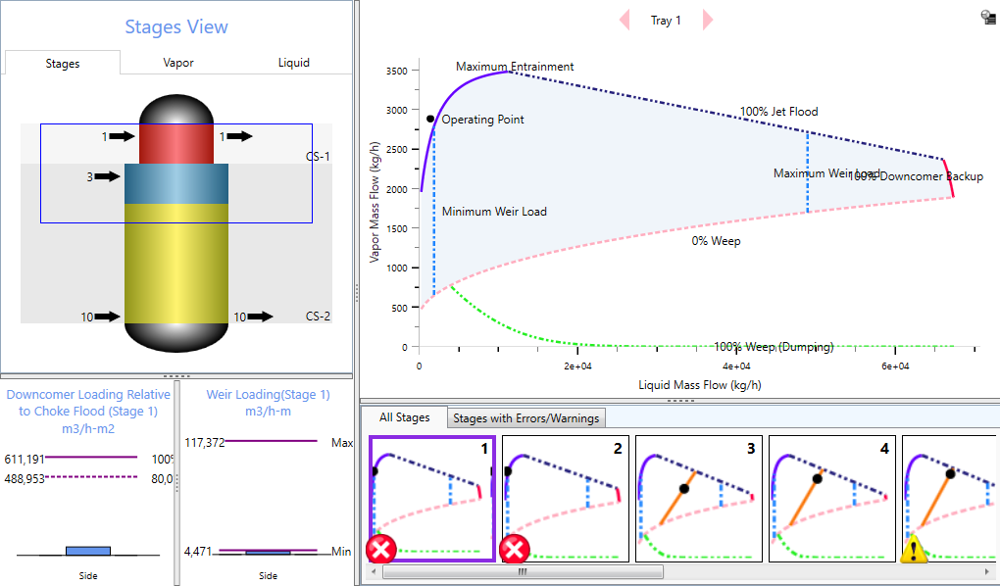 Stages View
Stages
Vapor
Liquid
1
1
CS-1
3
10
10
CS-2
Downcomer Loading Relative
to Choke Flood (Stage 1)
m3/h-m2
611,191
100%
488,953
80,0
Side
Weir Loading(Stage 1)
m3/h-m
117,372
Max
4,471
Min
Side
Tray 1
Vapor Mass Flow (kg/h)
3500
3000
2500
2000
1500
1000
500
0
Maximum Entrainment
100% Jet Flood
Operating Point
Maximum Weir Load
100% Downcomer Backup
Minimum Weir Load
0% Weep
100% Weep (Dumping)
0
2e+04
4e+04
6e+04
Liquid Mass Flow (kg/h)
All Stages
Stages with Errors/Warnings
1
2
3
4